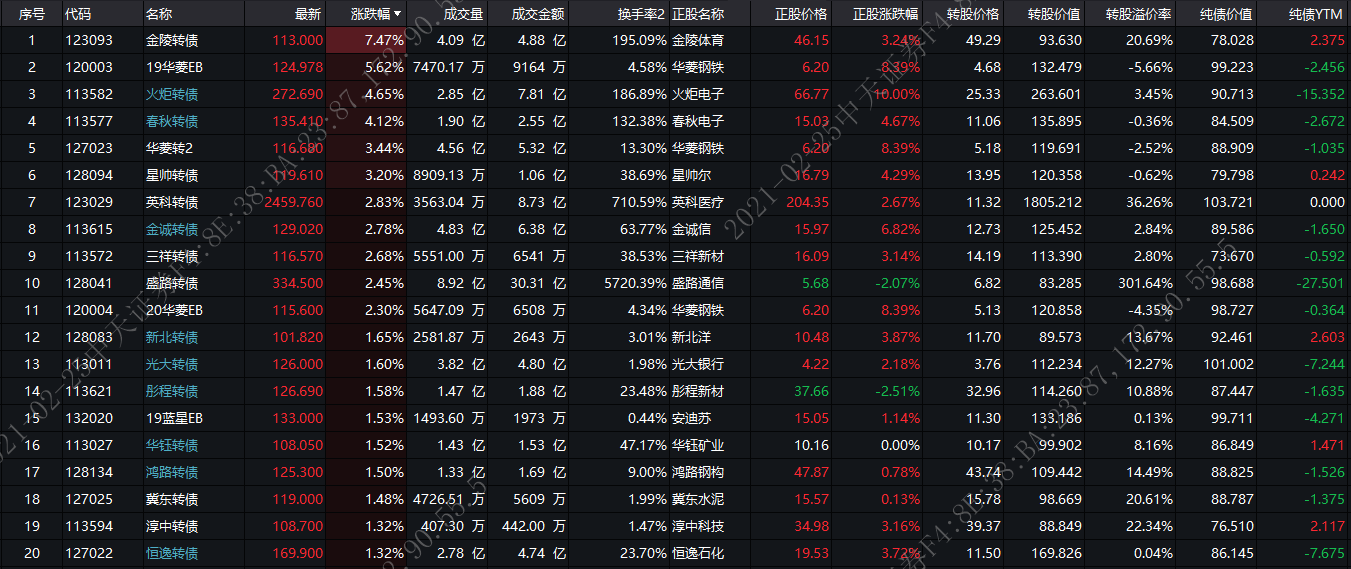 序号 代码 名称 最新 涨跌幅 成交量 成交金额 换手率2 正股名称 正股价格 正股涨跌幅 转股价格 转股价值 转股溢价率 纯债价值 纯债YTM
1 123093 金陵转债 113.000 7.47% 4.09 亿 4.88 亿 195.09% 金陵体育 46.15 3.24% 49.29 93.630 20.69% 78.028 2.375
2 120003 19华菱EB 124.978 5.62% 7470.17 万 9164 万 4.58% 华菱钢铁 6.20 8.39% 4.68 132.479 -5.66% 99.223 -2.456
3 113582 火炬转债 272.690 4.65% 2.85 亿 7.81 亿 186.89% 火炬电子 66.77 10.00% 25.33 263.601 3.45% 90.713 -15.352
4 113577 春秋转债 135.410 4.12% 1.90 亿 2.55 亿 132.38% 春秋电子 15.03 4.67% 11.06 135.895 -0.36% 84.509 -2.672
5 127023 华菱转2 116.680 3.44% 4.56 亿 5.32 亿 13.30% 华菱钢铁 6.20 8.39% 5.18 119.691 -2.52% 88.909 -1.035
6 128094 星帅转债 119.610 3.20% 8909.13 万 1.06 亿 38.69% 星帅尔 16.79 4.29% 13.95 120.358 -0.62% 79.798 0.242
7 123029 英科转债 2459.760 2.83% 3563.04 万 8.73 亿 710.59% 英科医疗 204.35 2.67% 11.32 1805.212 36.26% 103.721 0.000
8 113615 金诚转债 129.020 2.78% 4.83 亿 6.38 亿 63.77% 金诚信 15.97 6.82% 12.73 125.452 2.84% 89.586 -1.650
9 113572 三祥转债 116.570 2.68% 5551.00 万 6541 万 38.53% 三祥新材 16.09 3.14% 14.19 113.390 2.80% 73.670 -0.592
10 128041 盛路转债 334.500 2.45% 8.92 亿 30.31 亿 5720.39% 盛路通信 5.68 -2.07% 6.82 83.285 301.64% 98.688 -27.501
11 120004 20华菱EB 115.600 2.30% 5647.09 万 6508 万 4.34% 华菱钢铁 6.20 8.39% 5.13 120.858 -4.35% 98.727 -0.364
12 128083 新北转债 101.820 1.65% 2581.87 万 2643 万 3.01% 新北洋 10.48 3.87% 11.70 89.573 13.67% 92.461 2.603
13 113011 光大转债 126.000 1.60% 3.82 亿 4.80 亿 1.98% 光大银行 4.22 2.18% 3.76 112.234 12.27% 101.002 -7.244
14 113621 彤程转债 126.690 1.58% 1.47 亿 1.88 亿 23.48% 彤程新材 37.66 -2.51% 32.96 114.260 10.88% 87.447 -1.635
15 132020 19蓝星EB 133.000 1.53% 1493.60 万 1973 万 0.44% 安迪苏 15.05 1.14% 11.30 133.186 0.13% 99.711 -4.271
16 113027 华钰转债 108.050 1.52% 1.43 亿 1.53 亿 47.17% 华钰矿业 10.16 0.00% 10.17 99.902 8.16% 86.849 1.471
17 128134 鸿路转债 125.300 1.50% 1.33 亿 1.69 亿 9.00% 鸿路钢构 47.87 0.78% 43.74 109.442 14.49% 88.825 -1.526
18 127025 冀东转债 119.000 1.48% 4726.51 万 5609 万 1.99% 冀东水泥 15.57 0.13% 15.78 98.669 20.61% 88.787 -1.375
19 113594 淳中转债 108.700 1.32% 407.30 万 442.00 万 1.47% 淳中科技 34.98 3.16% 39.37 88.849 22.34% 76.510 2.117
20 127022 恒逸转债 169.900 1.32% 2.78 亿 4.74 亿 23.70% 恒逸石化 19.53 3.72% 11.50 169.826 0.04% 86.145 -7.675